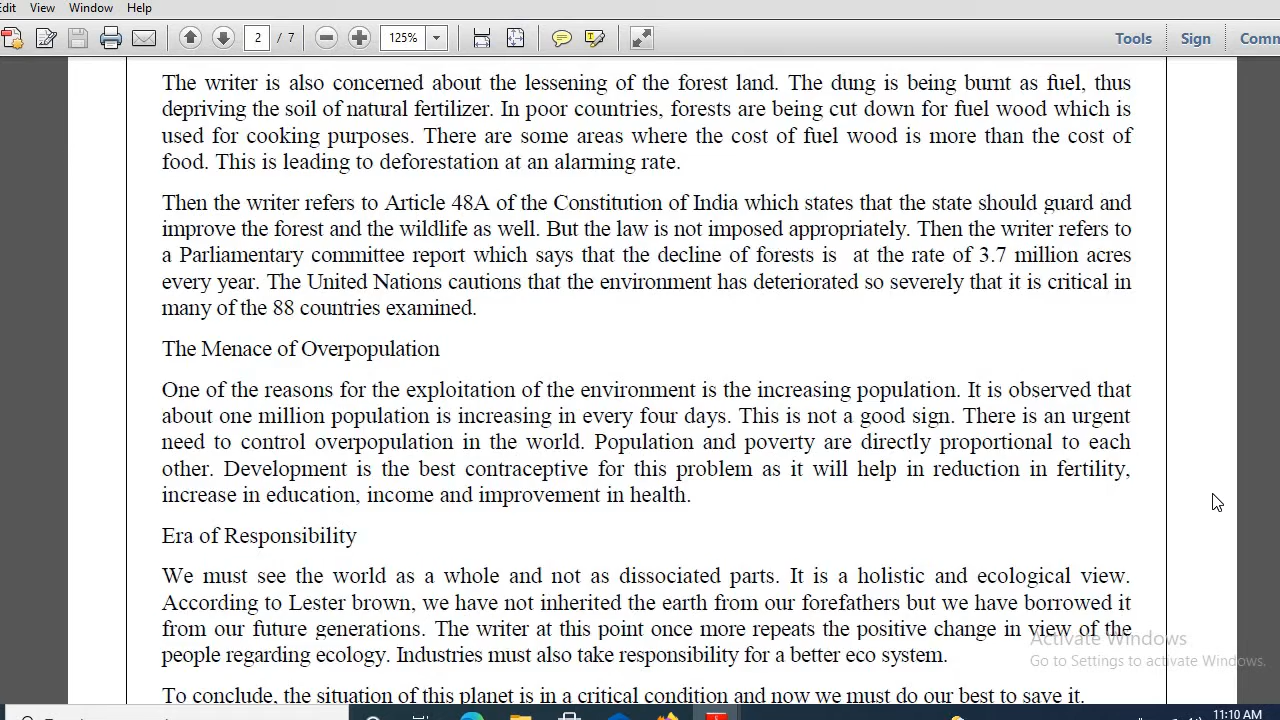 Edit View Window Help
2 / 7 125% Tools Sign Comm
The writer is also concerned about the lessening of the forest land. The dung is being burnt as fuel, thus
depriving the soil of natural fertilizer. In poor countries, forests are being cut down for fuel wood which is
used for cooking purposes. There are some areas where the cost of fuel wood is more than the cost of
food. This is leading to deforestation at an alarming rate.
Then the writer refers to Article 48A of the Constitution of India which states that the state should guard and
improve the forest and the wildlife as well. But the law is not imposed appropriately. Then the writer refers to
a Parliamentary committee report which says that the decline of forests is at the rate of 3.7 million acres
every year. The United Nations cautions that the environment has deteriorated so severely that it is critical in
many of the 88 countries examined.
The Menace of Overpopulation
One of the reasons for the exploitation of the environment is the increasing population. It is observed that
about one million population is increasing in every four days. This is not a good sign. There is an urgent
need to control overpopulation in the world. Population and poverty are directly proportional to each
other. Development is the best contraceptive for this problem as it will help in reduction in fertility,
increase in education, income and improvement in health.
Era of Responsibility
We must see the world as a whole and not as dissociated parts. It is a holistic and ecological view.
According to Lester brown, we have not inherited the earth from our forefathers but we have borrowed it
from our future generations. The writer at this point once more repeats the positive change in view of the
people regarding ecology. Industries must also take responsibility for a better eco system.
Activate Windows
Go to Settings to activate Windows.
To conclude, the situation of this planet is in a critical condition and now we must do our best to save it.
11:10 AM